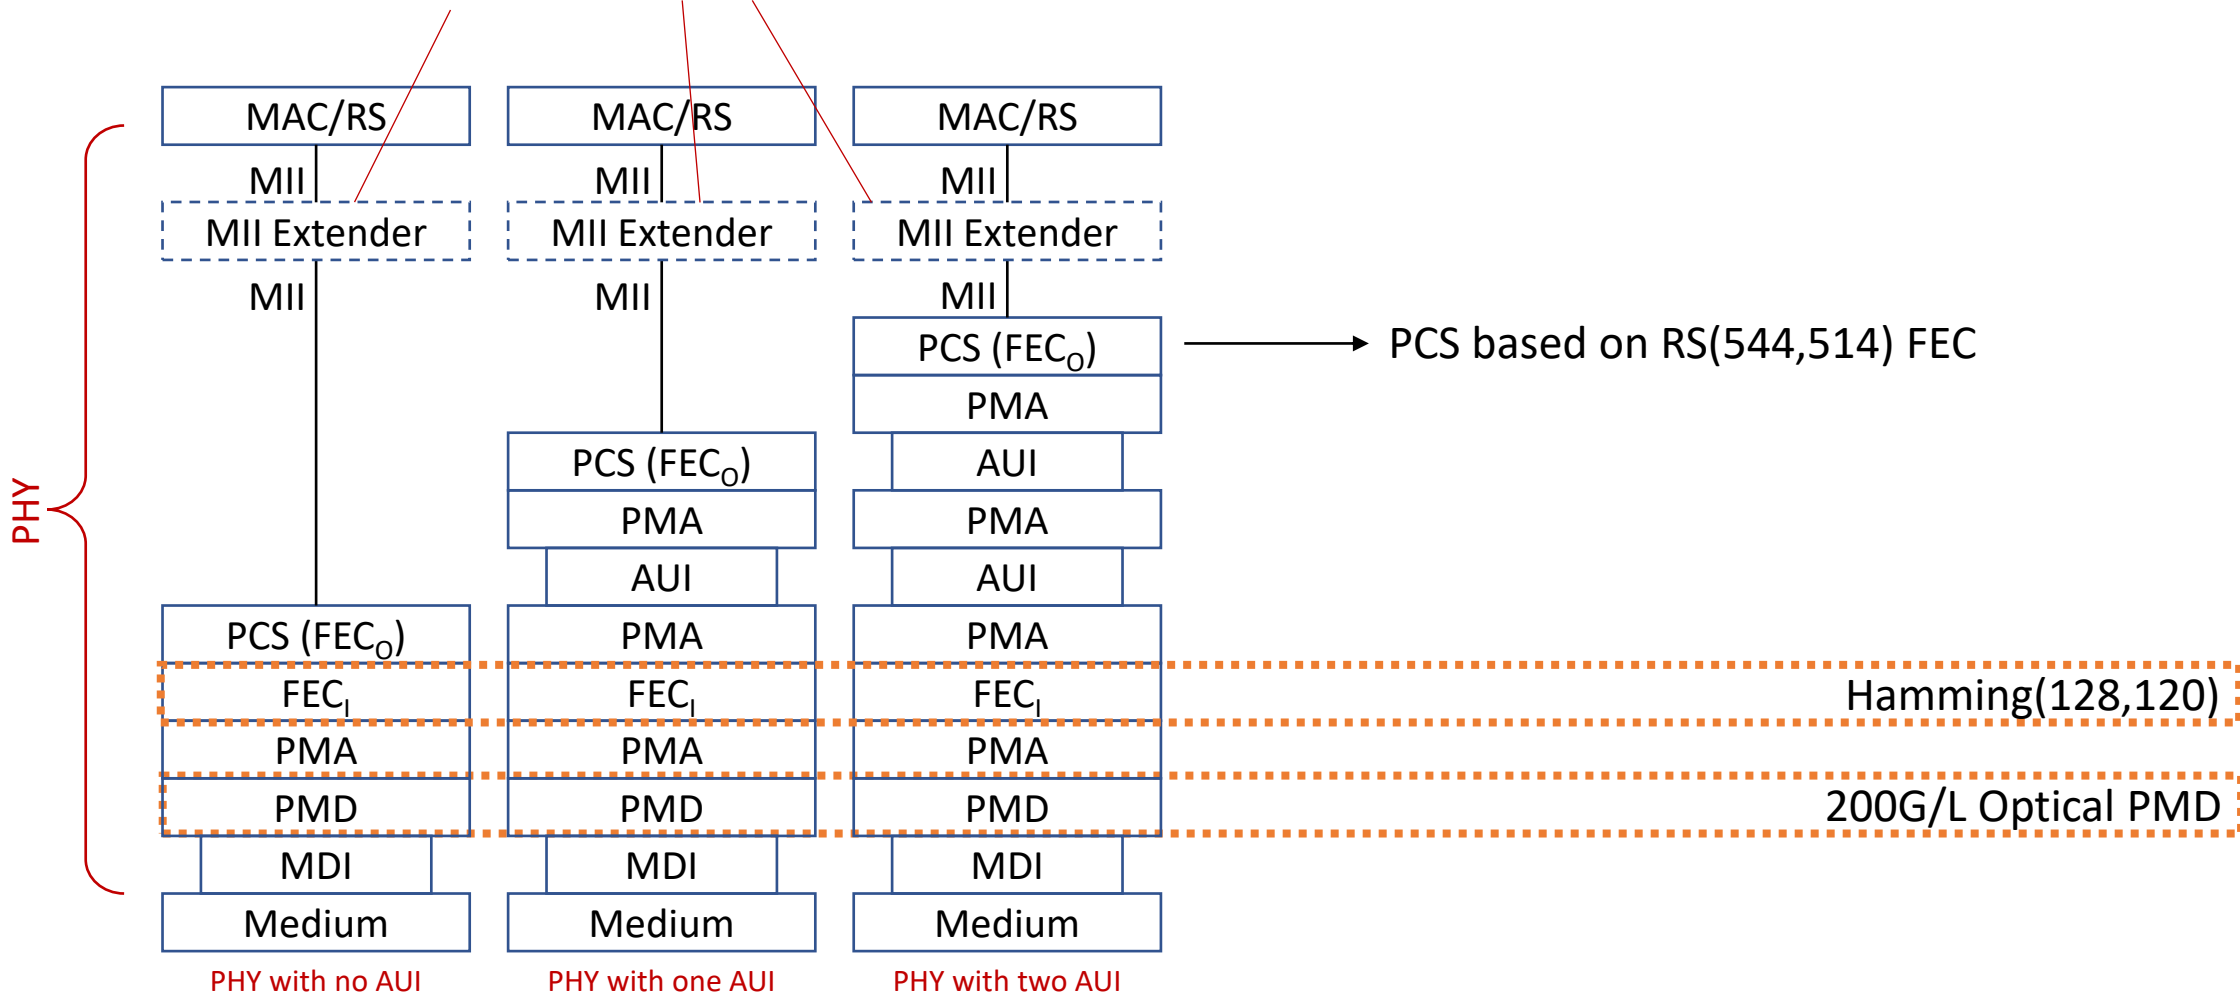 MAC/RS MAC/RS MAC/RS
MII MII MII
MII Extender MII Extender MII Extender
MII MII MII
PCS (FECO) PCS based on RS(544,514) FEC
PMA
PCS (FECO) AUI
PHY
PMA PMA
AUI AUI
PCS (FECO) PMA PMA
FECI FECI FECI Hamming(128,120)
PMA PMA PMA
PMD PMD PMD 200G/L Optical PMD
MDI MDI MDI
Medium Medium Medium
PHY with no AUI PHY with one AUI PHY with two AUI